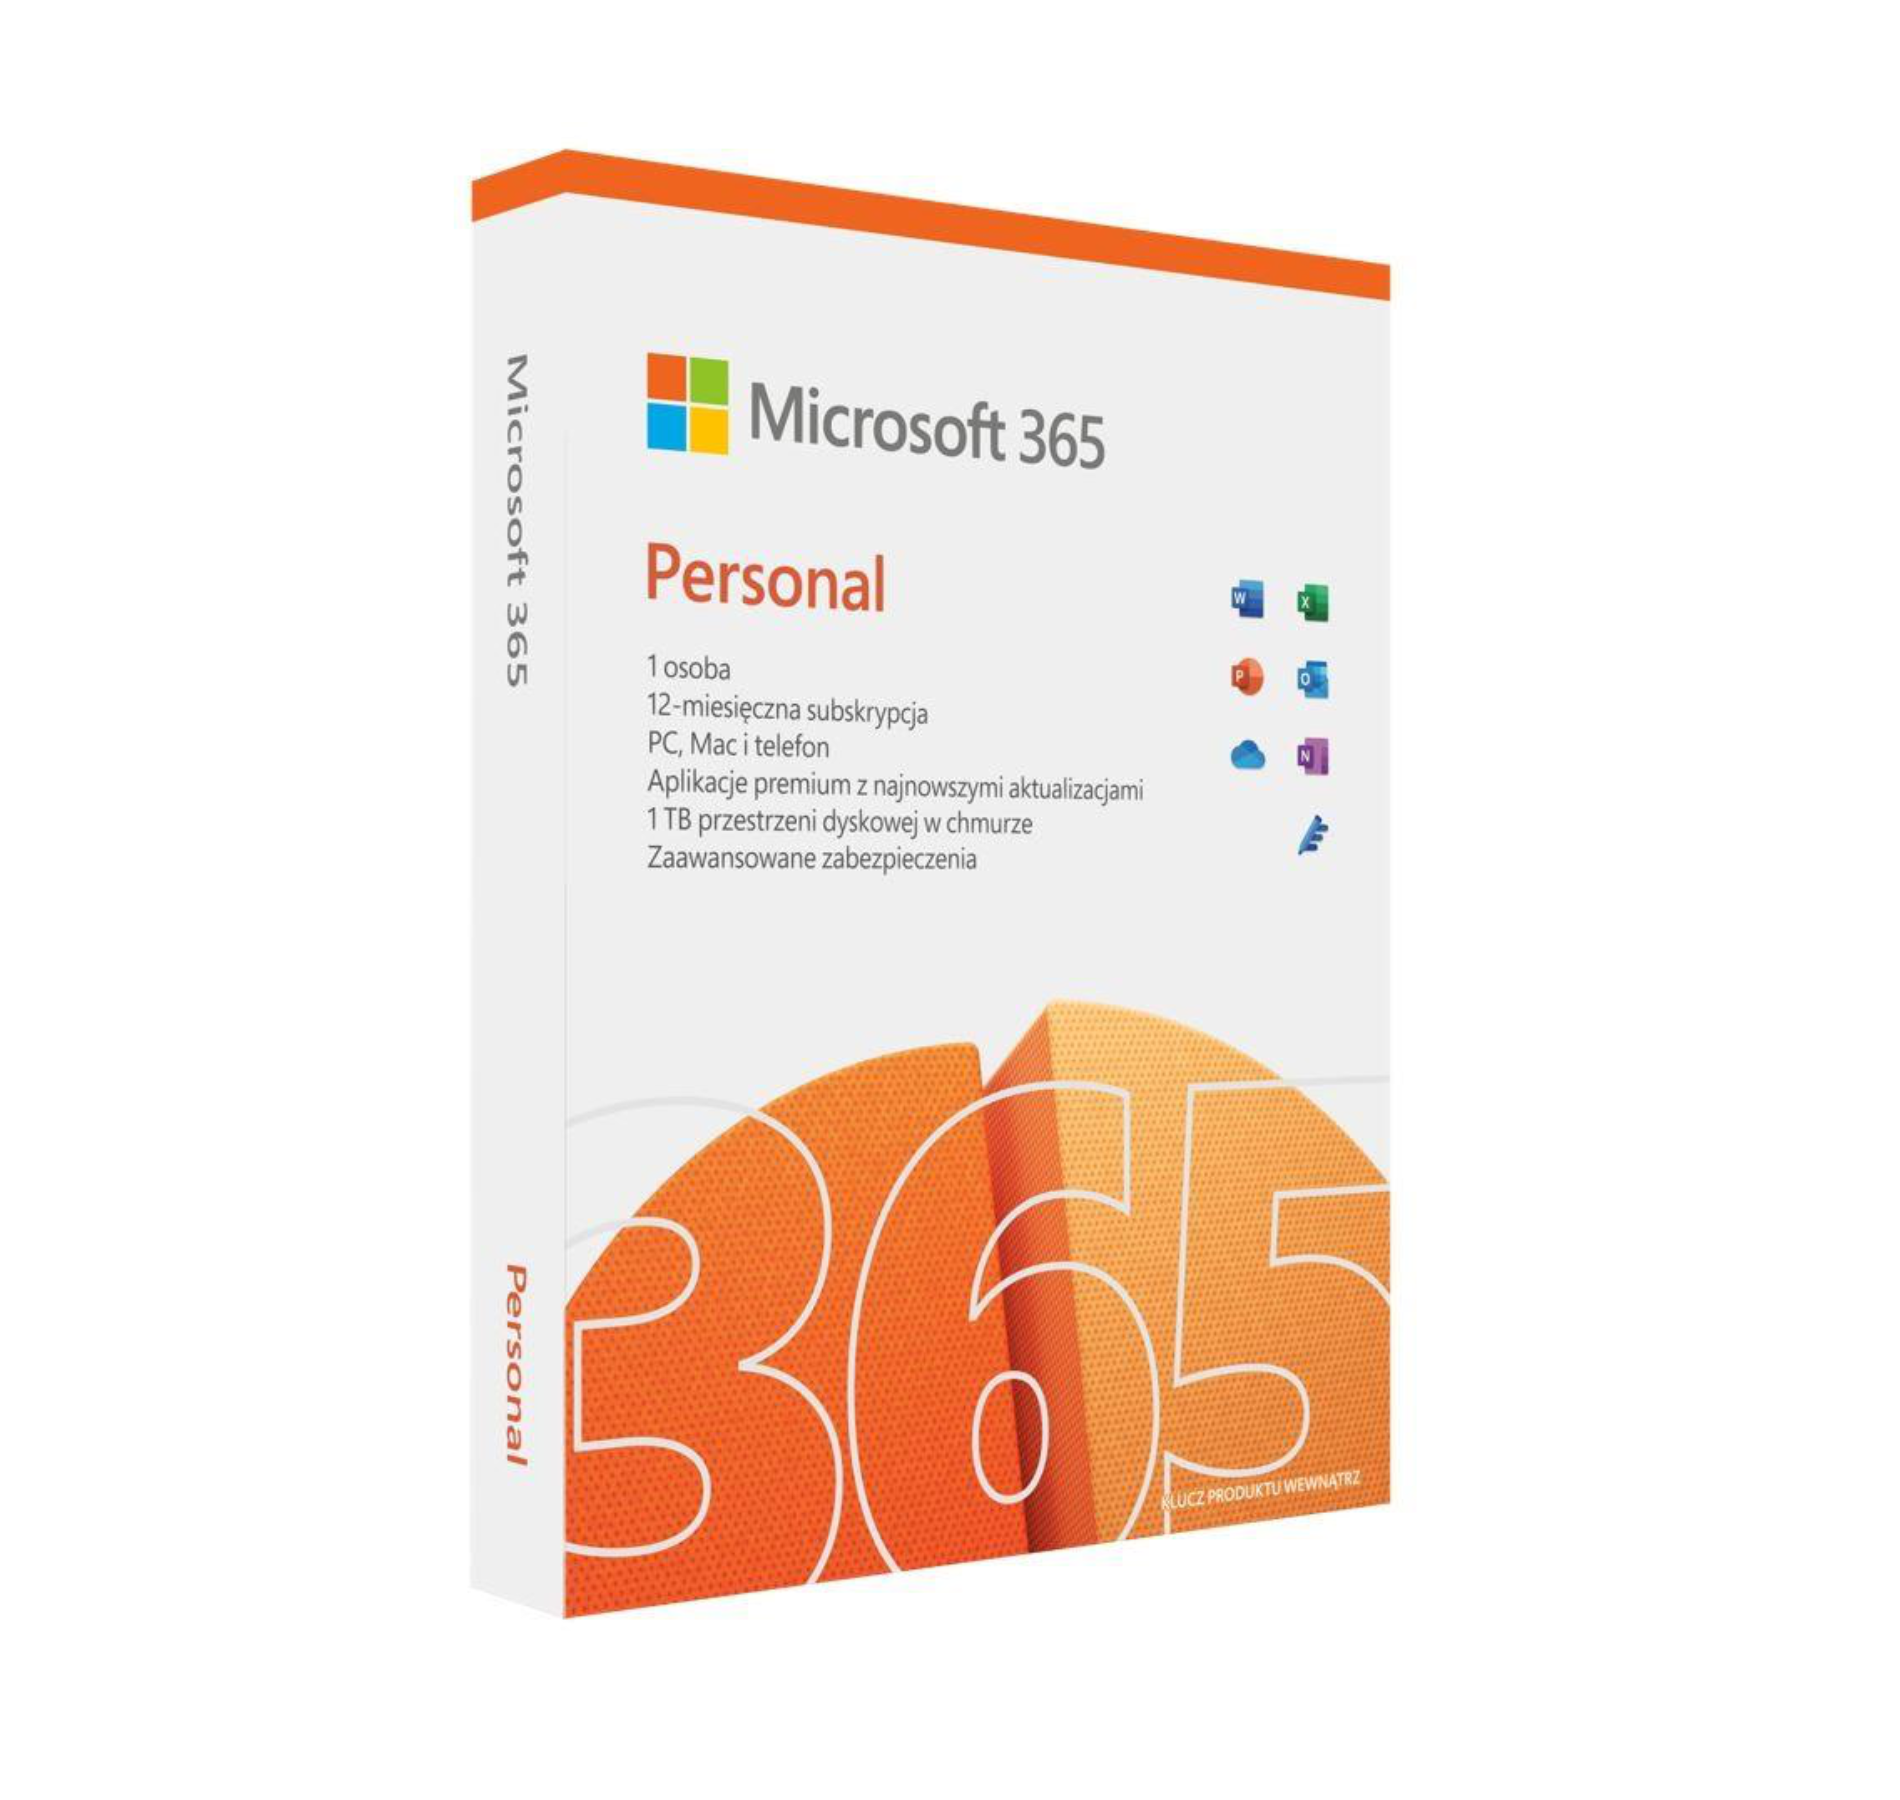 Microsoft 365
Personal
Microsoft 365
Personal
1 osoba
12-miesięczna subskrypcja
PC, Mac i telefon
Aplikacje premium z najnowszymi aktualizacjami
1 TB przestrzeni dyskowej w chmurze
Zaawansowane zabezpieczenia
W X
P O
N
365
KLUCZ PRODUKTU WEWNĄTRZ